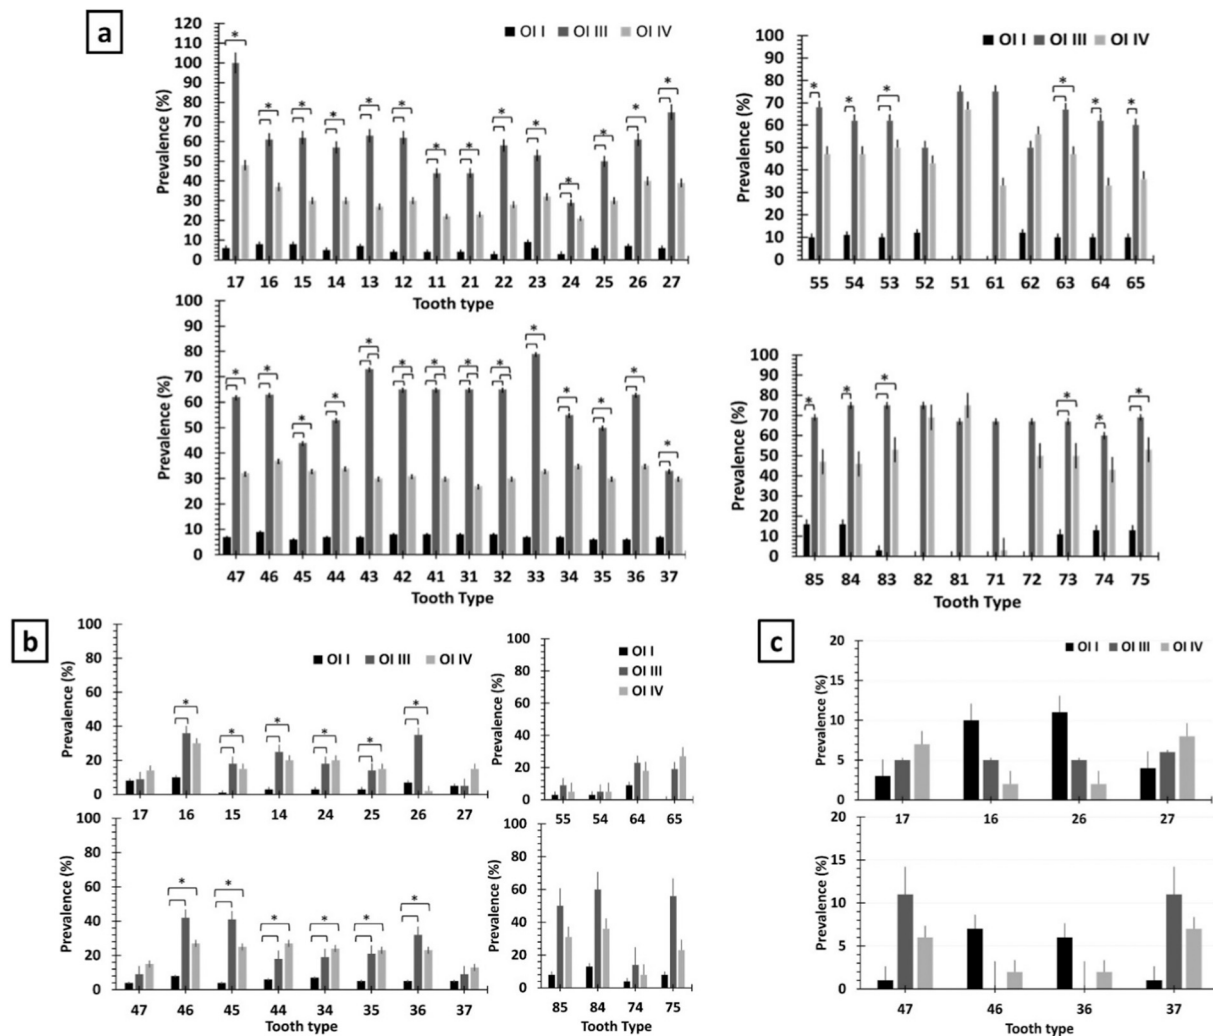 a
OI I OI III OI IV
Prevalence (%)
120
110
100
90
80
70
60
50
40
30
20
10
0
* * * * * * * * * * * * * *
17 16 15 14 13 12 11 21 22 23 24 25 26 27
Tooth type
OI I OI III OI IV
Prevalence (%)
100
90
80
70
60
50
40
30
20
10
0
* * * * * *
55 54 53 52 51 61 62 63 64 65
Prevalence (%)
100
90
80
70
60
50
40
30
20
10
0
* * * * * * * * * * * * * *
47 46 45 44 43 42 41 31 32 33 34 35 36 37
Tooth Type
Prevalence (%)
100
90
80
70
60
50
40
30
20
10
0
* * * * * *
85 84 83 82 81 71 72 73 74 75
Tooth Type
b
OI I OI III OI IV
Prevalence (%)
100
80
60
40
20
0
* * * * * *
17 16 15 14 24 25 26 27
OI I
OI III
OI IV
Prevalence (%)
100
80
60
40
20
0
55 54 64 65
Prevalence (%)
100
80
60
40
20
0
* * * * * *
47 46 45 44 34 35 36 37
Tooth type
Prevalence (%)
100
80
60
40
20
0
85 84 74 75
c
OI I OI III OI IV
Prevalence (%)
20
15
10
5
0
17 16 26 27
Prevalence (%)
20
15
10
5
0
47 46 36 37
Tooth type